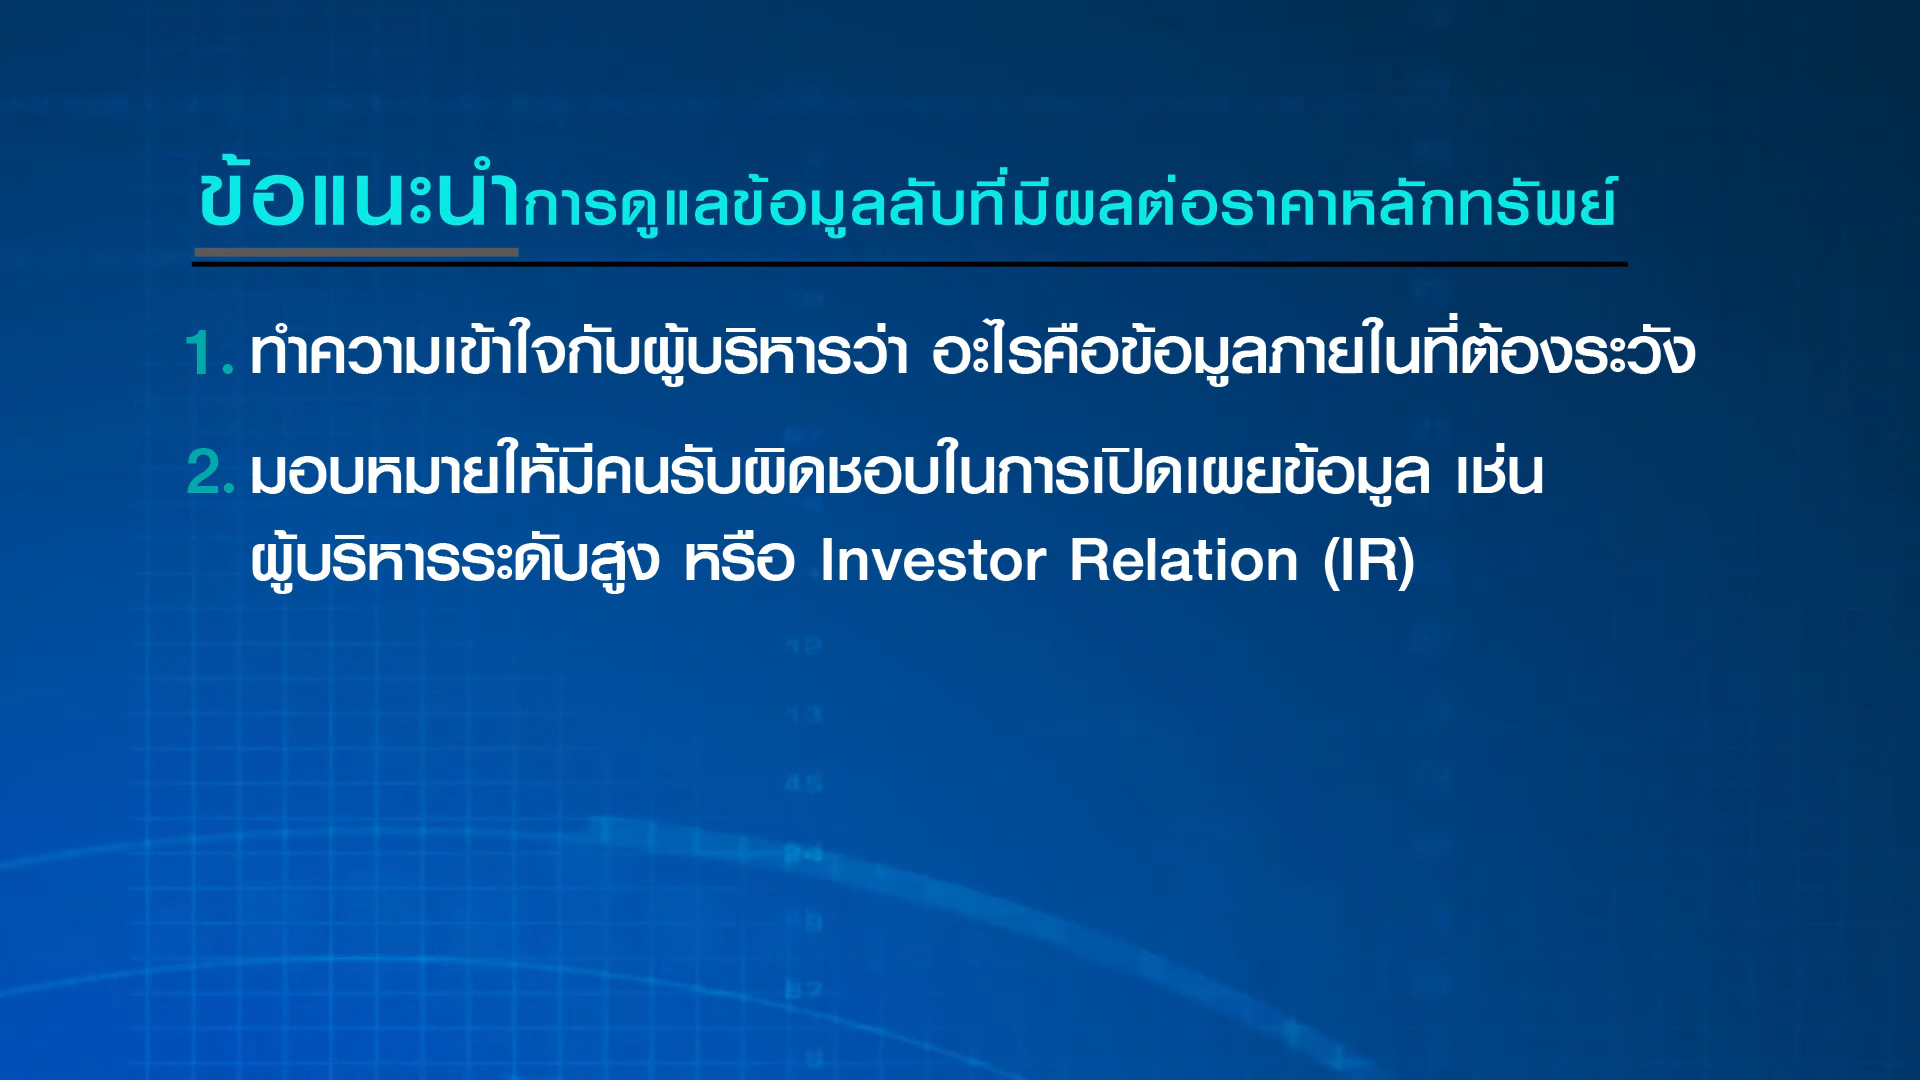 ข้อแนะนำการดูแลข้อมูลลับที่มีผลต่อราคาหลักทรัพย์
1. ทำความเข้าใจกับผู้บริหารว่า อะไรคือข้อมูลภายในที่ต้องระวัง
2. มอบหมายให้มีคนรับผิดชอบในการเปิดเผยข้อมูล เช่น
ผู้บริหารระดับสูง หรือ Investor Relation (IR)
12
13
45
24